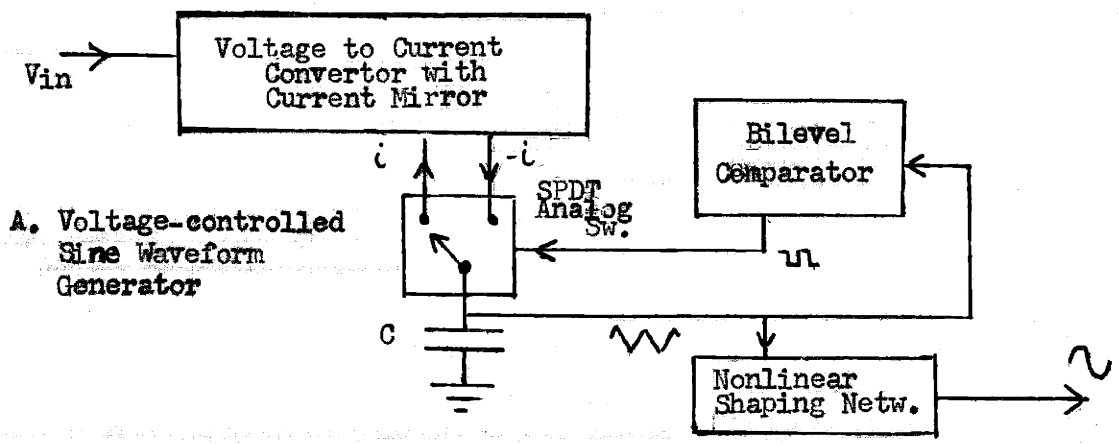 Voltage to Current
Convertor with
Current Mirror
Vin
i
-i
Bilevel
Comparator
SPDT
Analog
Sw.
A. Voltage-controlled
Sine Waveform
Generator
C
Nonlinear
Shaping Netw.